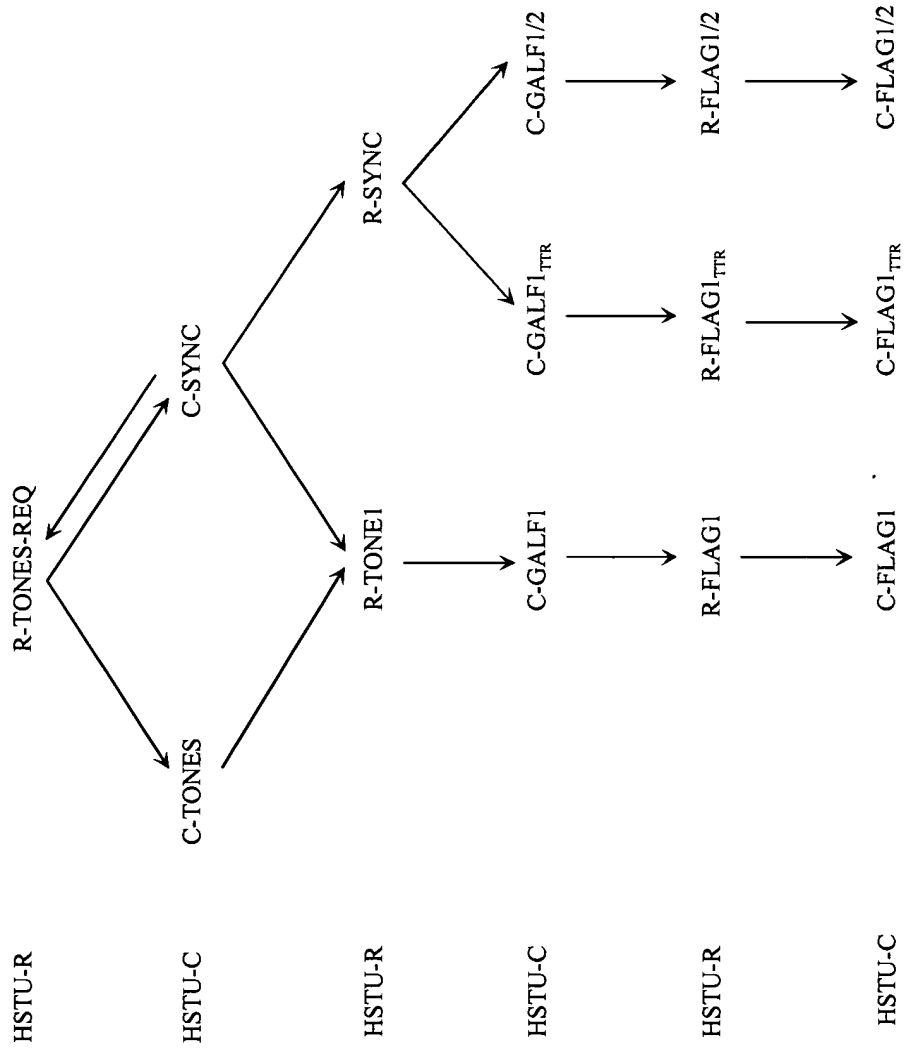 HSTU-R R-TONES-REQ
HSTU-C C-TONES C-SYNC
HSTU-R R-TONE1 R-SYNC
HSTU-C C-GALF1 C-GALF1TTR C-GALF1/2
HSTU-R R-FLAG1 R-FLAG1TTR R-FLAG1/2
HSTU-C C-FLAG1 C-FLAG1TTR C-FLAG1/2